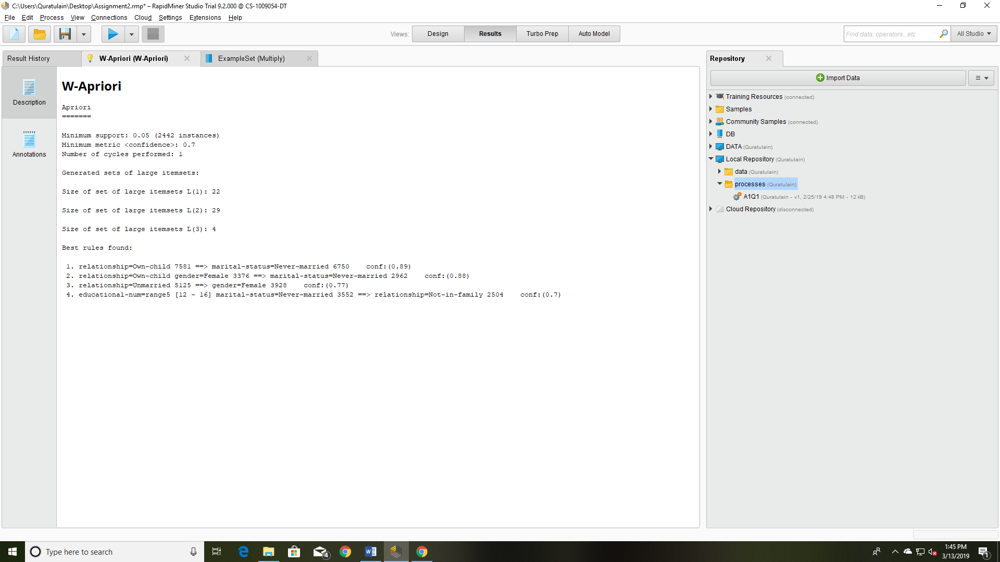 C:\Users\Quratulain\Desktop\Assignment2.rmp* – RapidMiner Studio Trial 9.2.000 @ CS-1009054-DT
File Edit Process View Connections Cloud Settings Extensions Help
Views: Design Results Turbo Prep Auto Model
Find data, operators...etc All Studio
Result History W-Apriori (W-Apriori) ExampleSet (Multiply)
Description
Annotations
W-Apriori
Apriori
=======
Minimum support: 0.05 (2442 instances)
Minimum metric <confidence>: 0.7
Number of cycles performed: 1
Generated sets of large itemsets:
Size of set of large itemsets L(1): 22
Size of set of large itemsets L(2): 29
Size of set of large itemsets L(3): 4
Best rules found:
1. relationship=Own-child 7581 ==> marital-status=Never-married 6750 conf:(0.89)
2. relationship=Own-child gender=Female 3376 ==> marital-status=Never-married 2962 conf:(0.88)
3. relationship=Unmarried 5125 ==> gender=Female 3928 conf:(0.77)
4. educational-num=range5 [12 - 16] marital-status=Never-married 3552 ==> relationship=Not-in-family 2504 conf:(0.7)
Repository
Import Data
Training Resources (connected)
Samples
Community Samples (connected)
DB
DATA (Quratulain)
Local Repository (Quratulain)
data (Quratulain)
processes (Quratulain)
A1Q1 (Quratulain - v1, 2/25/19 4:48 PM - 12 kB)
Cloud Repository (disconnected)
Type here to search
4
1:45 PM
3/13/2019
1